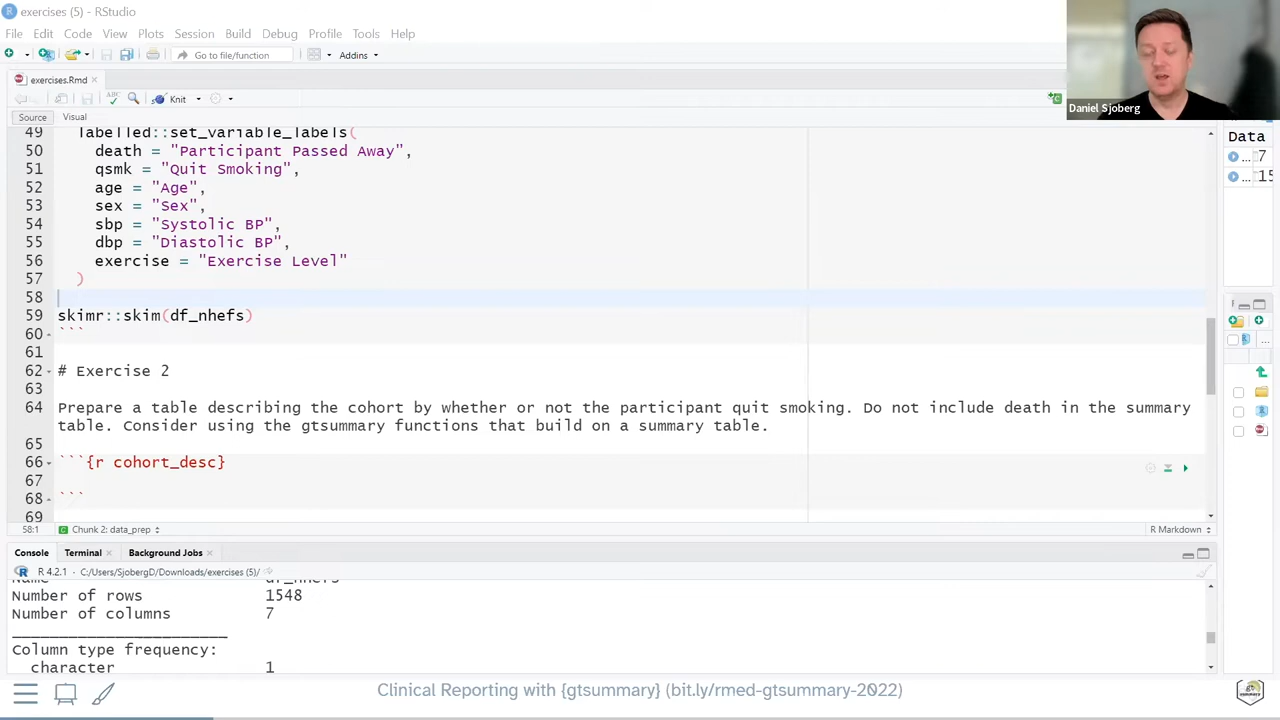 exercises (5) - RStudio
File Edit Code View Plots Session Build Debug Profile Tools Help
Go to file/function Addins
Daniel Sjoberg
exercises.Rmd
ABC Knit
Source Visual
49 labelled::set_variable_labels(
50 death = "Participant Passed Away",
51 qsmk = "Quit Smoking",
52 age = "Age",
53 sex = "Sex",
54 sbp = "Systolic BP",
55 dbp = "Diastolic BP",
56 exercise = "Exercise Level"
57 )
58
59 skimr::skim(df_nhefs)
60 ```
61
62 # Exercise 2
63
64 Prepare a table describing the cohort by whether or not the participant quit smoking. Do not include death in the summary
table. Consider using the gtsummary functions that build on a summary table.
65
66 ```{r cohort_desc}
67
68 ```
69
58:1 Chunk 2: data_prep R Markdown
Data
... 7
... 15
R
...
Console Terminal Background Jobs
R 4.2.1 · C:/Users/SjobergD/Downloads/exercises (5)/
Name df_nhefs
Number of rows 1548
Number of columns 7
Column type frequency:
character 1
Clinical Reporting with {gtsummary} (bit.ly/rmed-gtsummary-2022)